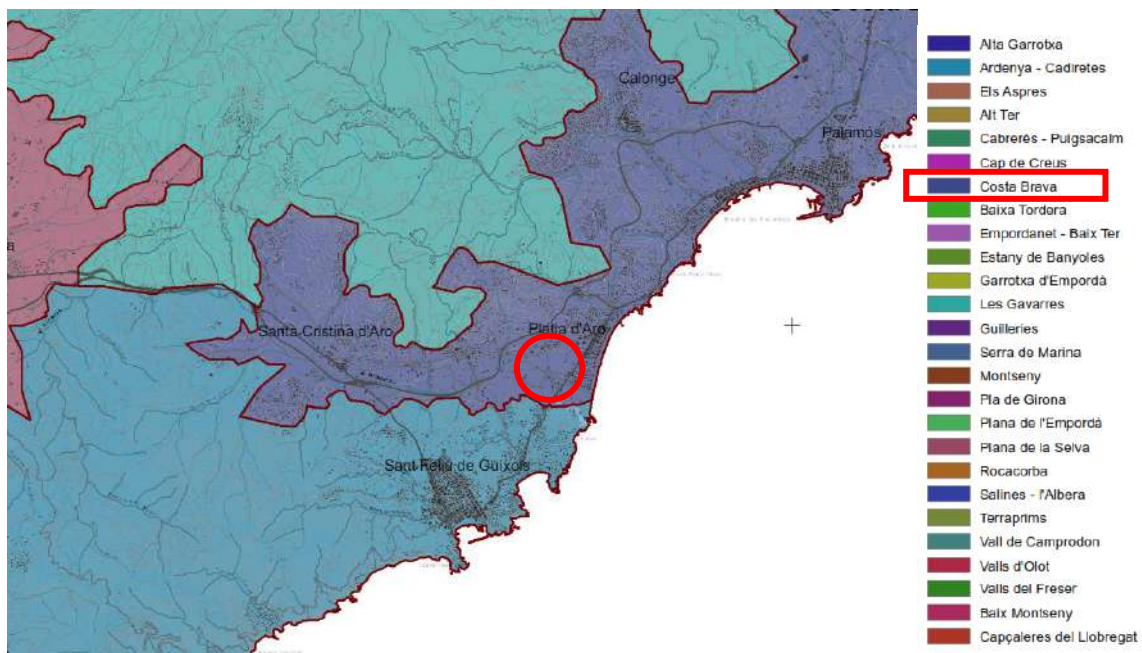 Calonge
Palamós
Santa Cristina d'Aro
Platja d'Aro
Sant Feliu de Guíxols
Alta Garrotxa
Ardenya - Cadiretes
Els Aspres
Alt Ter
Cabrerès - Puigsacalm
Cap de Creus
Costa Brava
Baixa Tordera
Empordanet - Baix Ter
Estany de Banyoles
Garrotxa d'Empordà
Les Gavarres
Guilleries
Serra de Marina
Montseny
Pla de Girona
Plana de l'Empordà
Plana de la Selva
Rocacorba
Salines - l'Albera
Terraprims
Vall de Camprodon
Valls d'Olot
Valls del Freser
Baix Montseny
Capçaleres del Llobregat